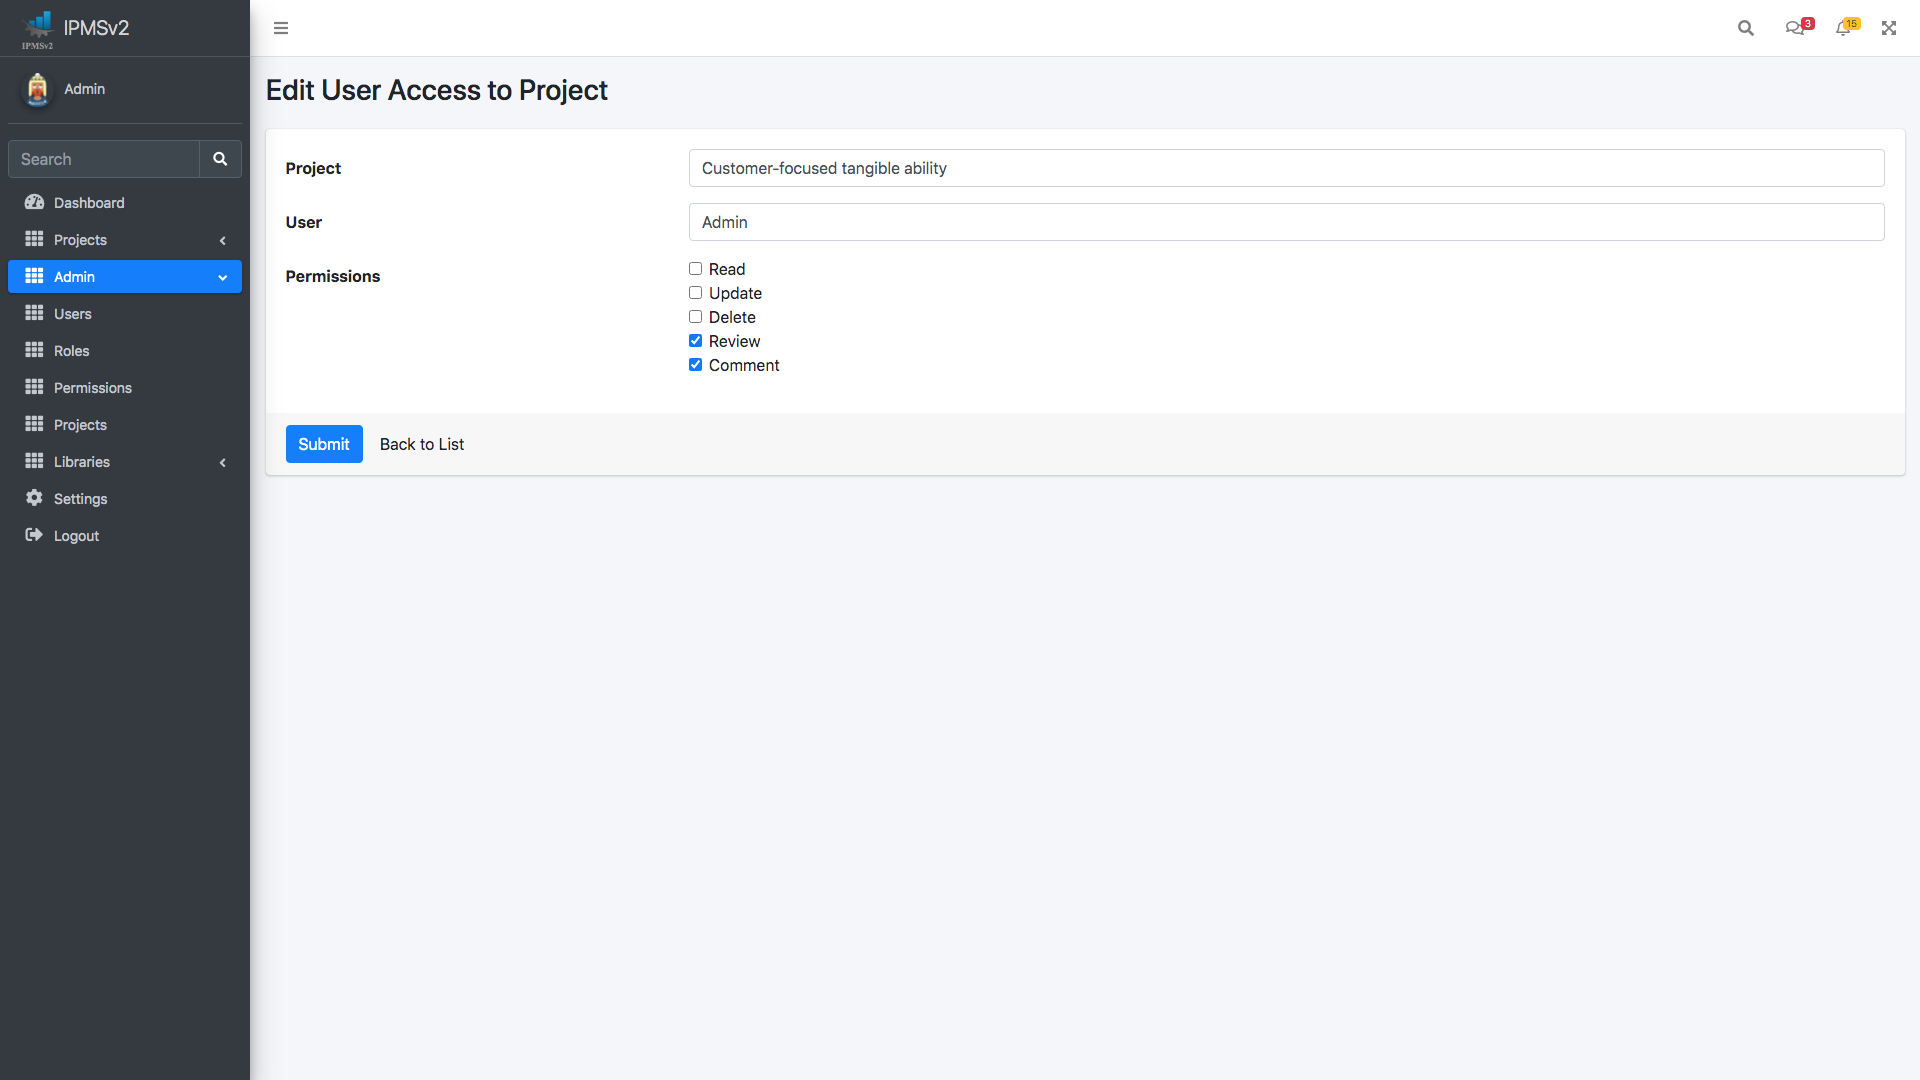 IPMSv2
IPMSv2
3
15
Admin
Edit User Access to Project
Search
Dashboard
Projects
Admin
Users
Roles
Permissions
Projects
Libraries
Settings
Logout
Project
Customer-focused tangible ability
User
Admin
Permissions
Read
Update
Delete
Review
Comment
Submit
Back to List